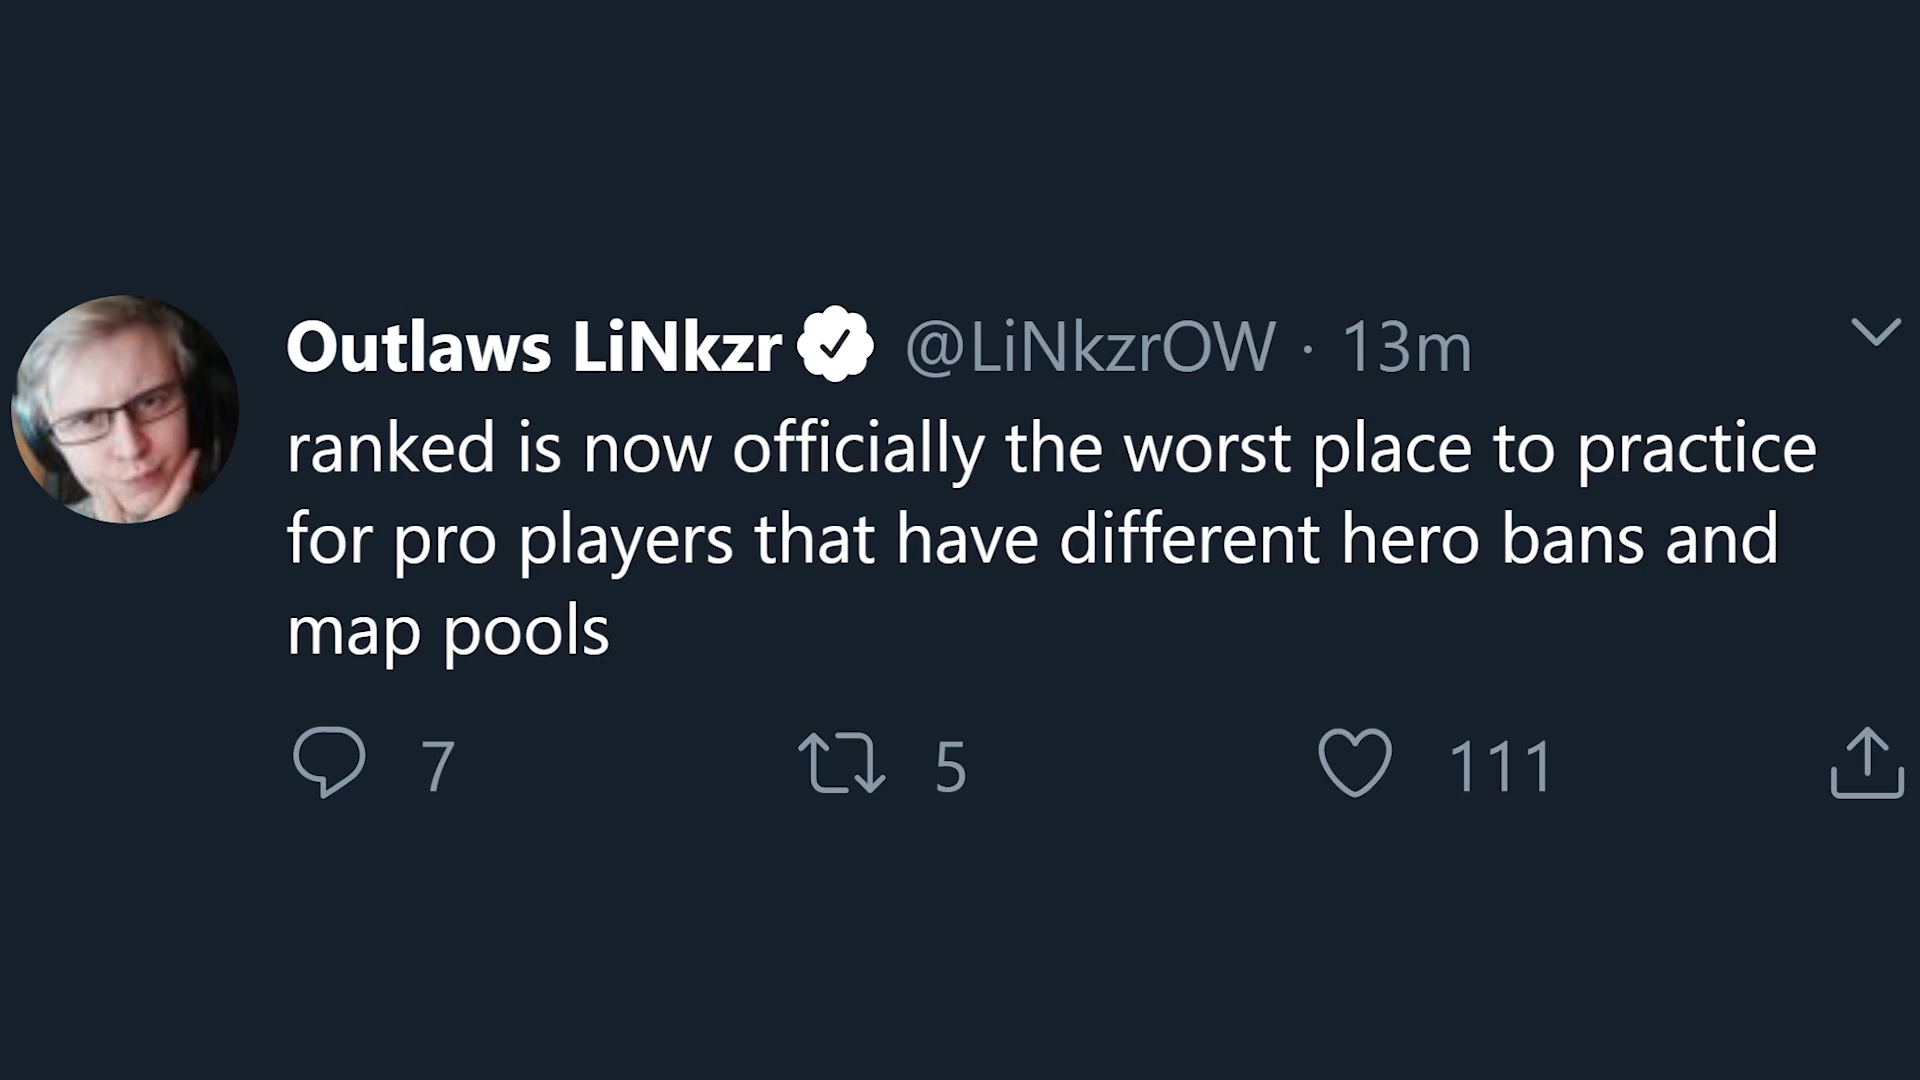 Outlaws LiNkzr @LiNkzrOW · 13m
ranked is now officially the worst place to practice
for pro players that have different hero bans and
map pools
7 5 111